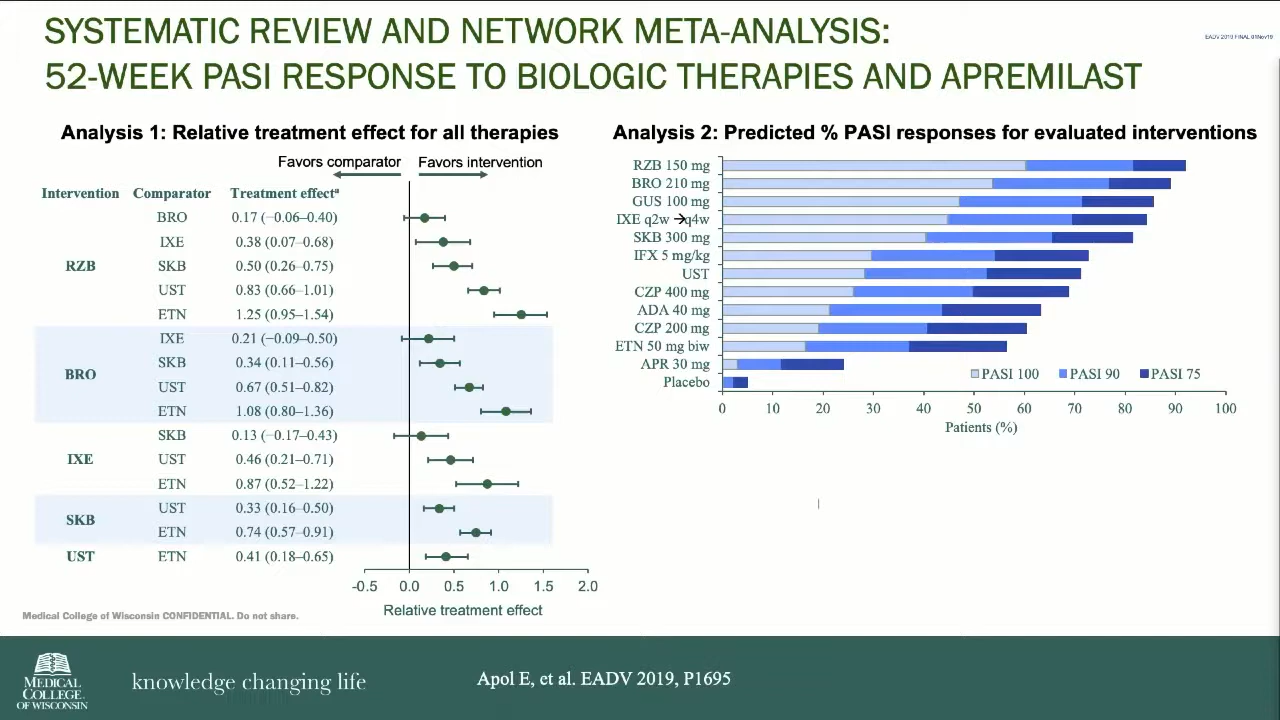 SYSTEMATIC REVIEW AND NETWORK META-ANALYSIS:
52-WEEK PASI RESPONSE TO BIOLOGIC THERAPIES AND APREMILAST
EADV 2019 FINAL 01Nov19
Analysis 1: Relative treatment effect for all therapies
Favors comparator Favors intervention
Intervention Comparator Treatment effectª
BRO 0.17 (−0.06–0.40)
IXE 0.38 (0.07–0.68)
RZB SKB 0.50 (0.26–0.75)
UST 0.83 (0.66–1.01)
ETN 1.25 (0.95–1.54)
IXE 0.21 (−0.09–0.50)
SKB 0.34 (0.11–0.56)
BRO
UST 0.67 (0.51–0.82)
ETN 1.08 (0.80–1.36)
SKB 0.13 (−0.17–0.43)
IXE UST 0.46 (0.21–0.71)
ETN 0.87 (0.52–1.22)
UST 0.33 (0.16–0.50)
SKB
ETN 0.74 (0.57–0.91)
UST ETN 0.41 (0.18–0.65)
-0.5 0.0 0.5 1.0 1.5 2.0
Relative treatment effect
Analysis 2: Predicted % PASI responses for evaluated interventions
RZB 150 mg
BRO 210 mg
GUS 100 mg
IXE q2w → q4w
SKB 300 mg
IFX 5 mg/kg
UST
CZP 400 mg
ADA 40 mg
CZP 200 mg
ETN 50 mg biw
APR 30 mg
Placebo
PASI 100 PASI 90 PASI 75
0 10 20 30 40 50 60 70 80 90 100
Patients (%)
Medical College of Wisconsin CONFIDENTIAL. Do not share.
MEDICAL
COLLEGE
OF WISCONSIN
knowledge changing life
Apol E, et al. EADV 2019, P1695